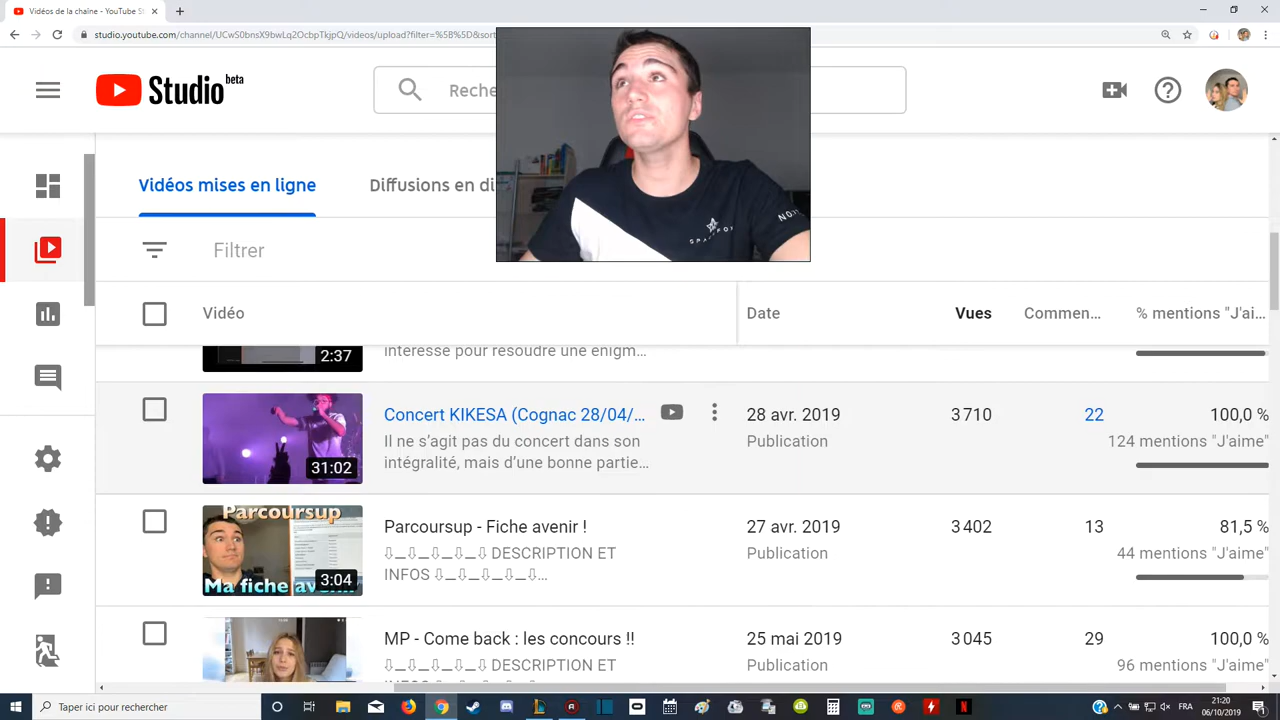 Vidéos de la chaîne - YouTube St
studio.youtube.com/channel/UCwS0bnsX9bwLq2OcbpTkjpQ/videos/upload?filter=%5B%5D&sort
Studio beta
Reche
Vidéos mises en ligne
Diffusions en di
Filtrer
Vidéo
Date
Vues
Commen...
% mentions "J'ai...
2:37
intéressé pour résoudre une énigm...
31:02
Concert KIKESA (Cognac 28/04/...
Il ne s’agit pas du concert dans son
intégralité, mais d’une bonne partie...
28 avr. 2019
Publication
3 710
22
100,0 %
124 mentions "J'aime"
Parcoursup
Ma fiche avenir
3:04
Parcoursup - Fiche avenir !
⇩_⇩_⇩_⇩_⇩ DESCRIPTION ET
INFOS ⇩_⇩_⇩_⇩_⇩...
27 avr. 2019
Publication
3 402
13
81,5 %
44 mentions "J'aime"
MP - Come back : les concours !!
⇩_⇩_⇩_⇩_⇩ DESCRIPTION ET
25 mai 2019
Publication
3 045
29
100,0 %
96 mentions "J'aime"
Taper ici pour rechercher
FRA
21:20
06/10/2019